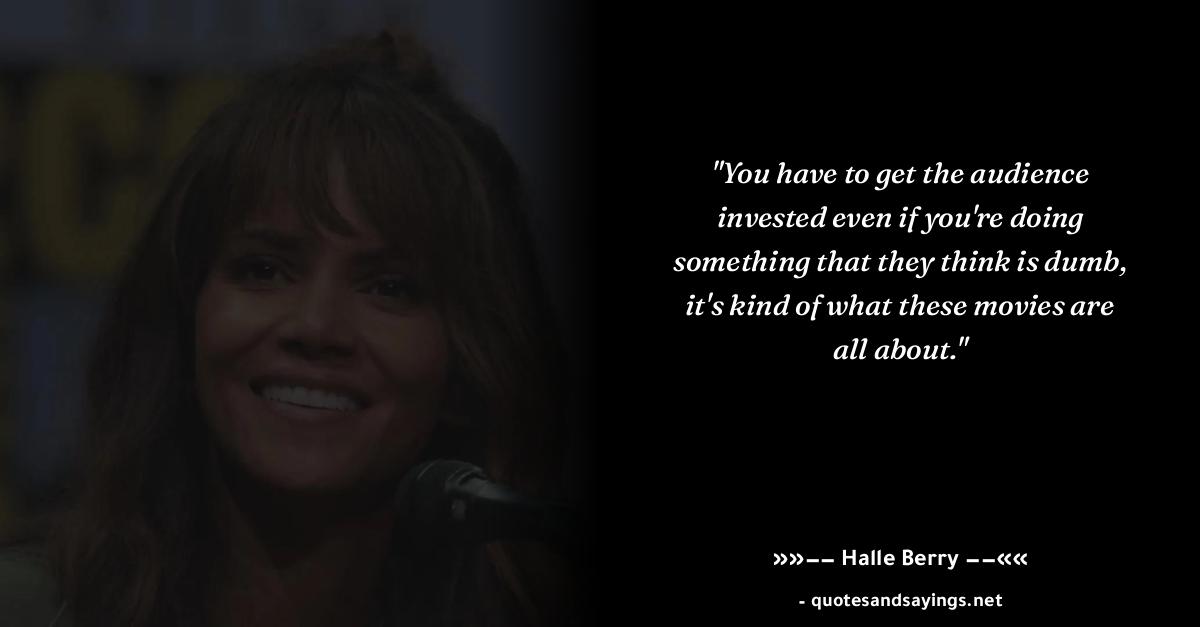 "You have to get the audience
invested even if you're doing
something that they think is dumb,
it's kind of what these movies are
all about."
»»–– Halle Berry ––««
- quotesandsayings.net